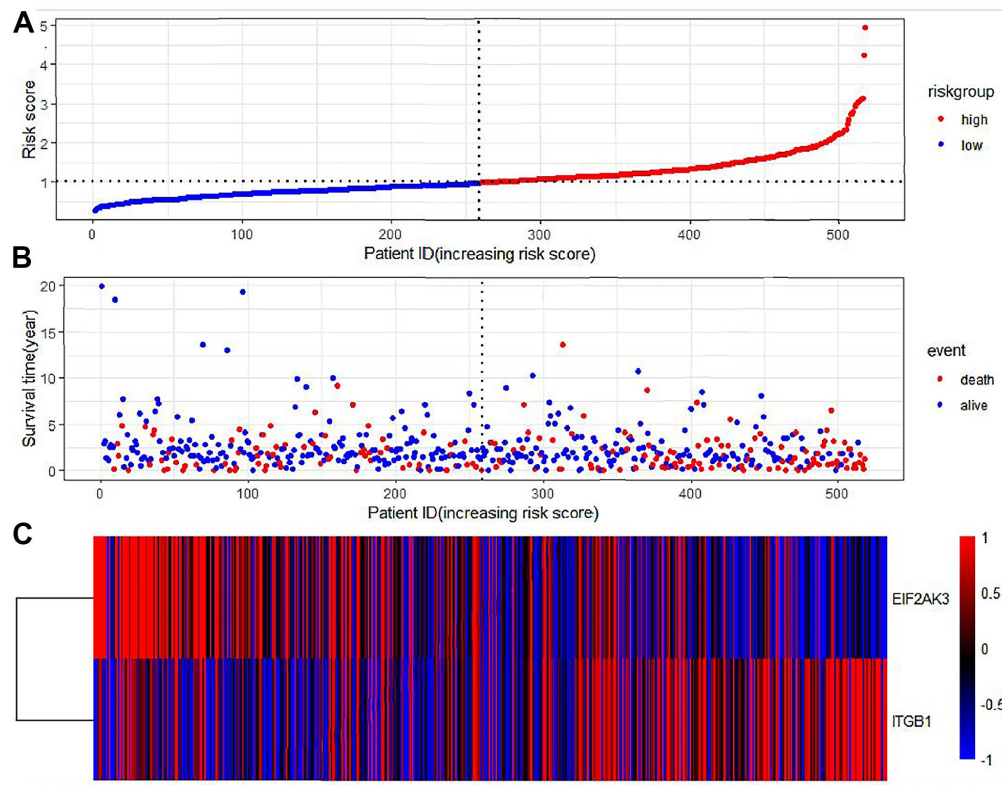 A
5
4
3
2
1
Risk score
0
100
200
300
400
500
Patient ID(increasing risk score)
riskgroup
high
low
B
20
15
10
5
0
Survival time(year)
0
100
200
300
400
500
Patient ID(increasing risk score)
event
death
alive
C
EIF2AK3
ITGB1
1
0.5
0
-0.5
-1